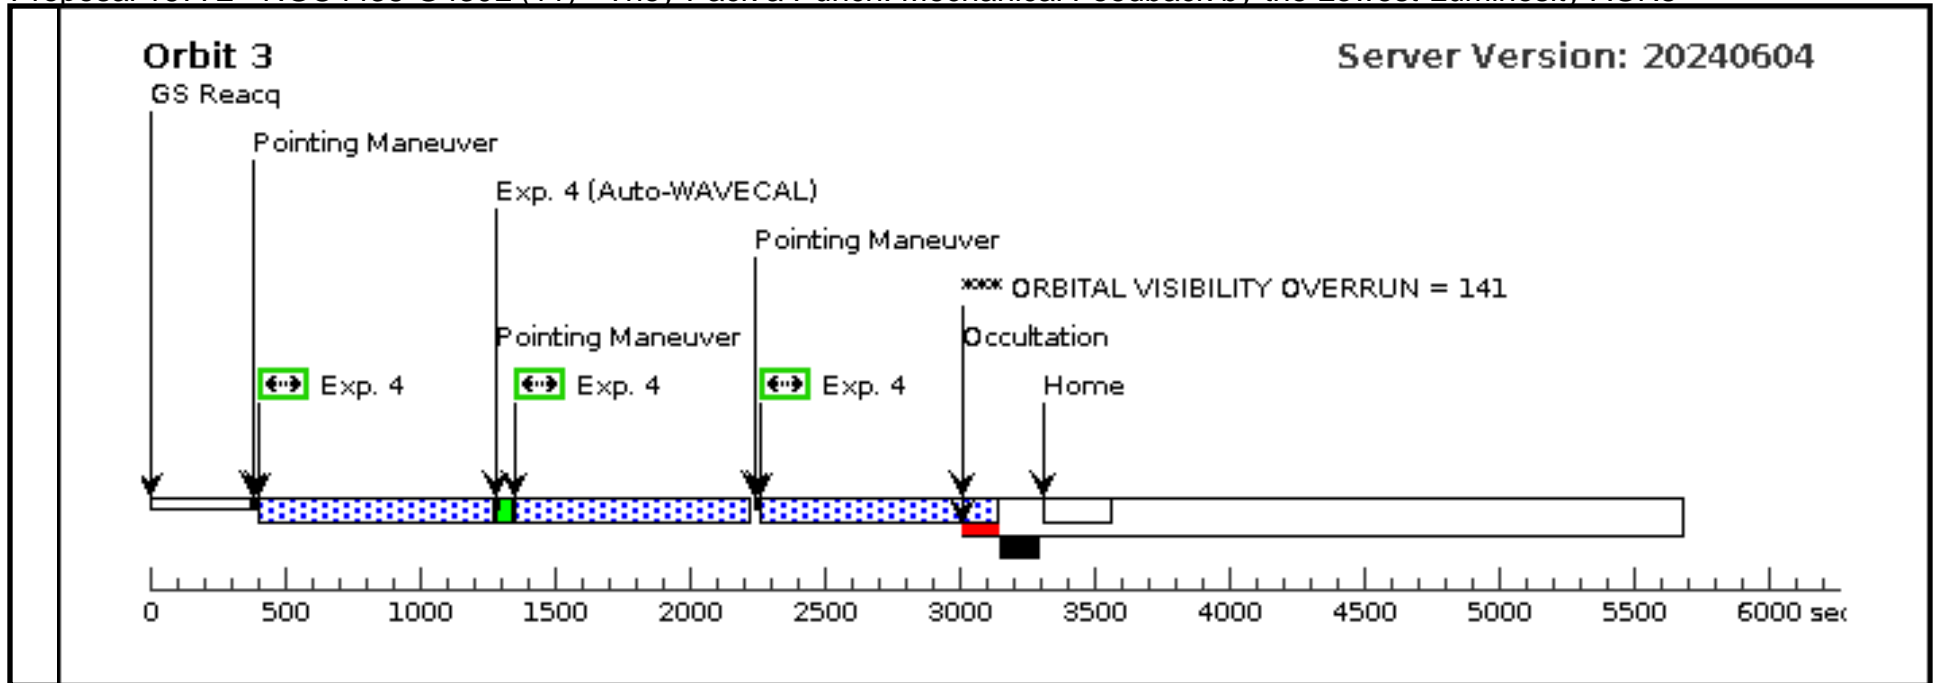 Orbit 3
Server Version: 20240604
GS Reacq
Pointing Maneuver
Exp. 4 (Auto-WAVECAL)
Pointing Maneuver
*** ORBITAL VISIBILITY OVERRUN = 141
Pointing Maneuver
Occultation
Exp. 4
Exp. 4
Exp. 4
Home
0 500 1000 1500 2000 2500 3000 3500 4000 4500 5000 5500 6000 sec